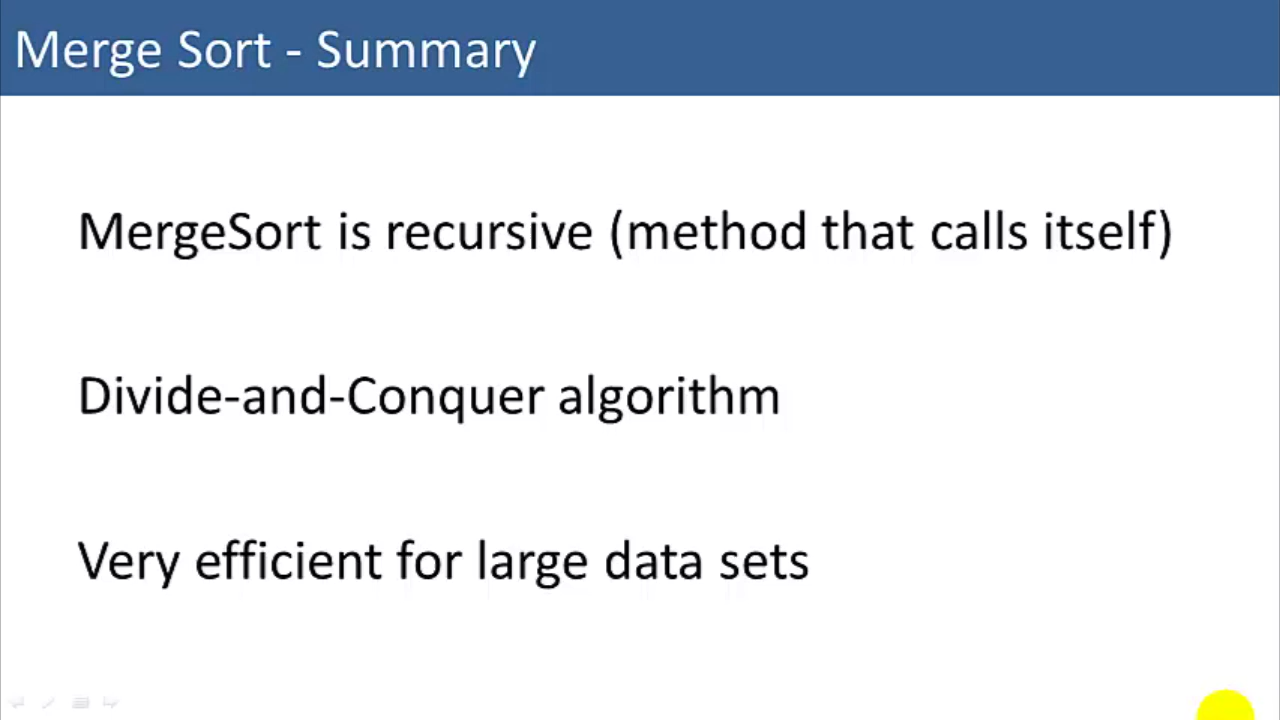 Merge Sort - Summary
MergeSort is recursive (method that calls itself)
Divide-and-Conquer algorithm
Very efficient for large data sets